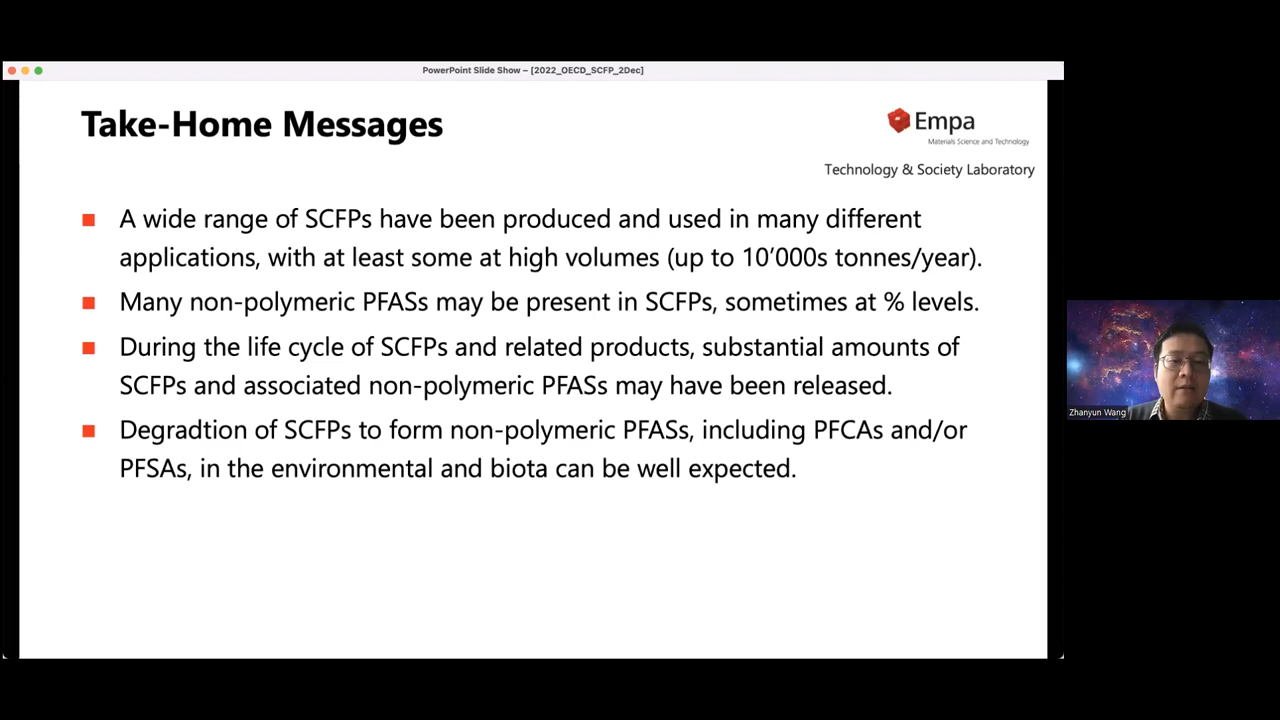 PowerPoint Slide Show – [2022_OECD_SCFP_2Dec]
Take-Home Messages
Empa
Materials Science and Technology
Technology & Society Laboratory
A wide range of SCFPs have been produced and used in many different
applications, with at least some at high volumes (up to 10’000s tonnes/year).
Many non-polymeric PFASs may be present in SCFPs, sometimes at % levels.
During the life cycle of SCFPs and related products, substantial amounts of
SCFPs and associated non-polymeric PFASs may have been released.
Degradtion of SCFPs to form non-polymeric PFASs, including PFCAs and/or
PFSAs, in the environmental and biota can be well expected.
Zhanyun Wang